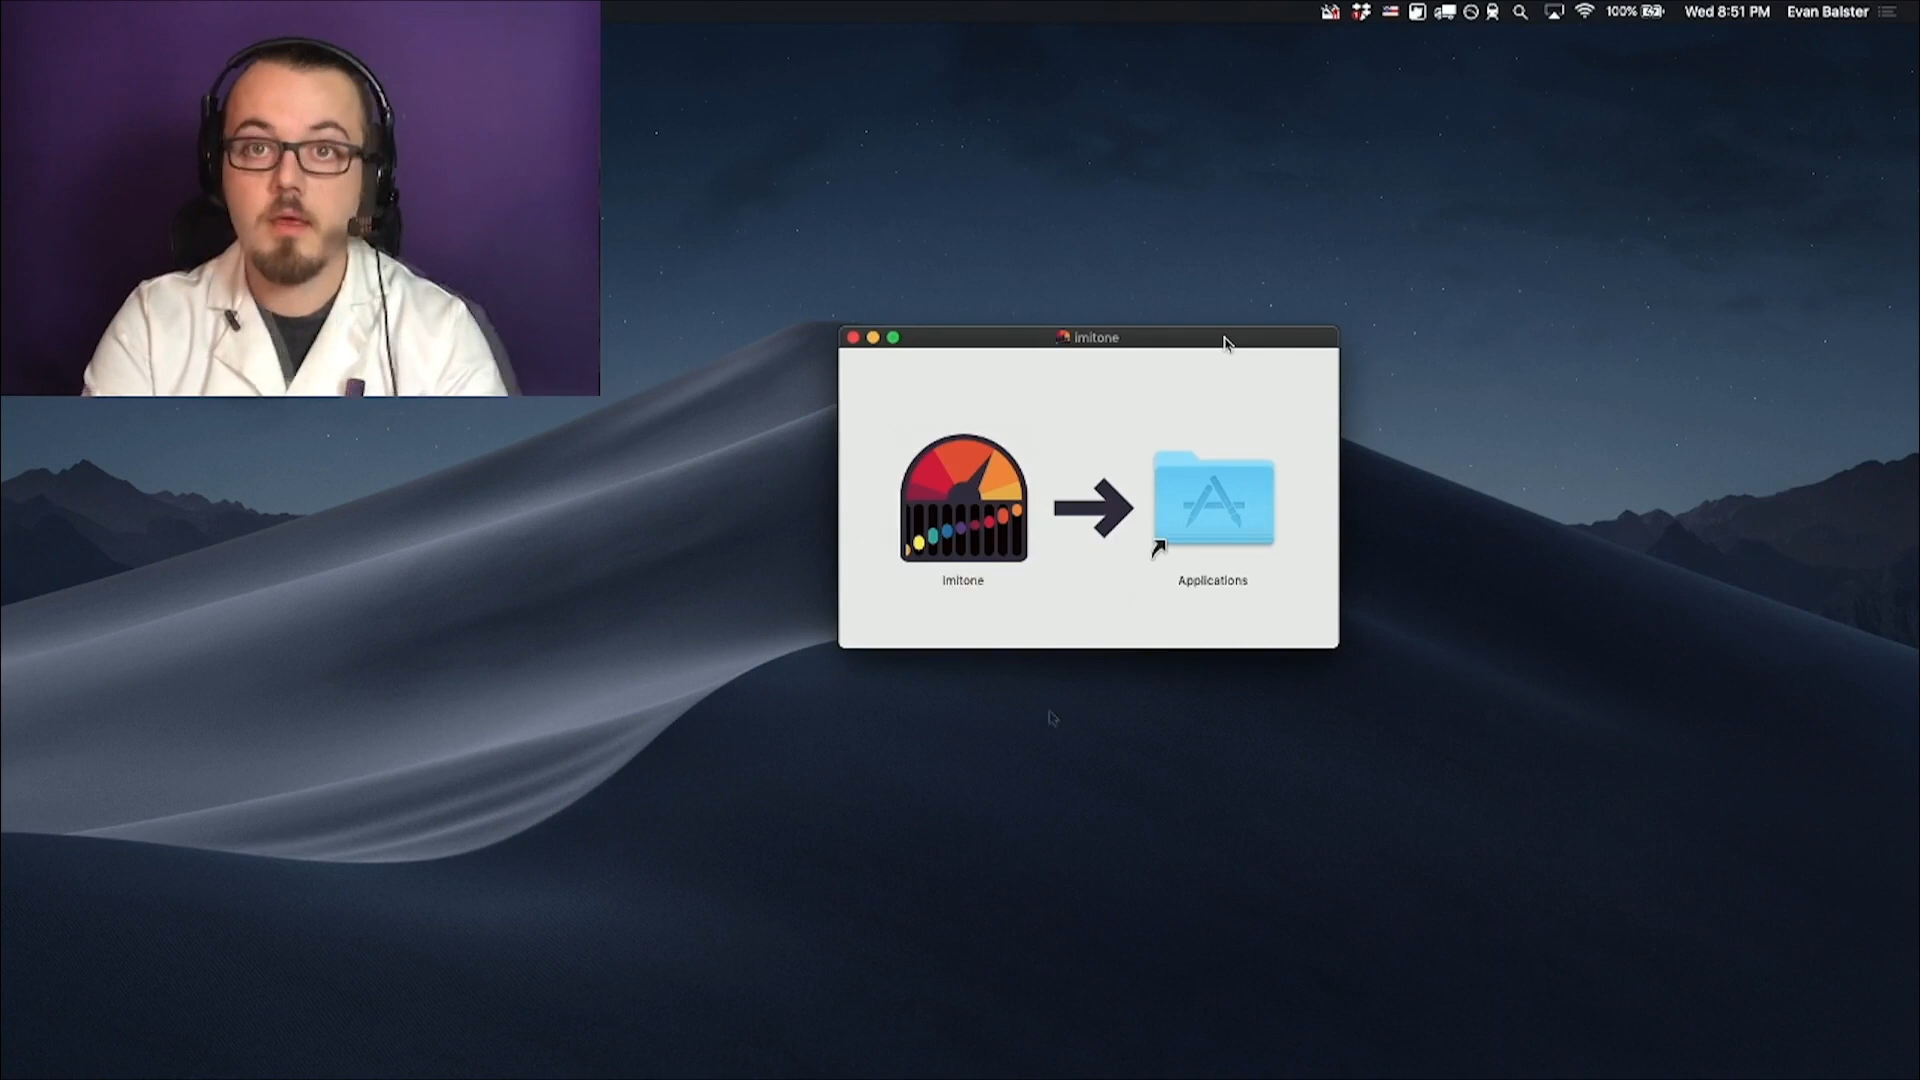 100%
Wed 8:51 PM
Evan Balster
imitone
imitone
Applications